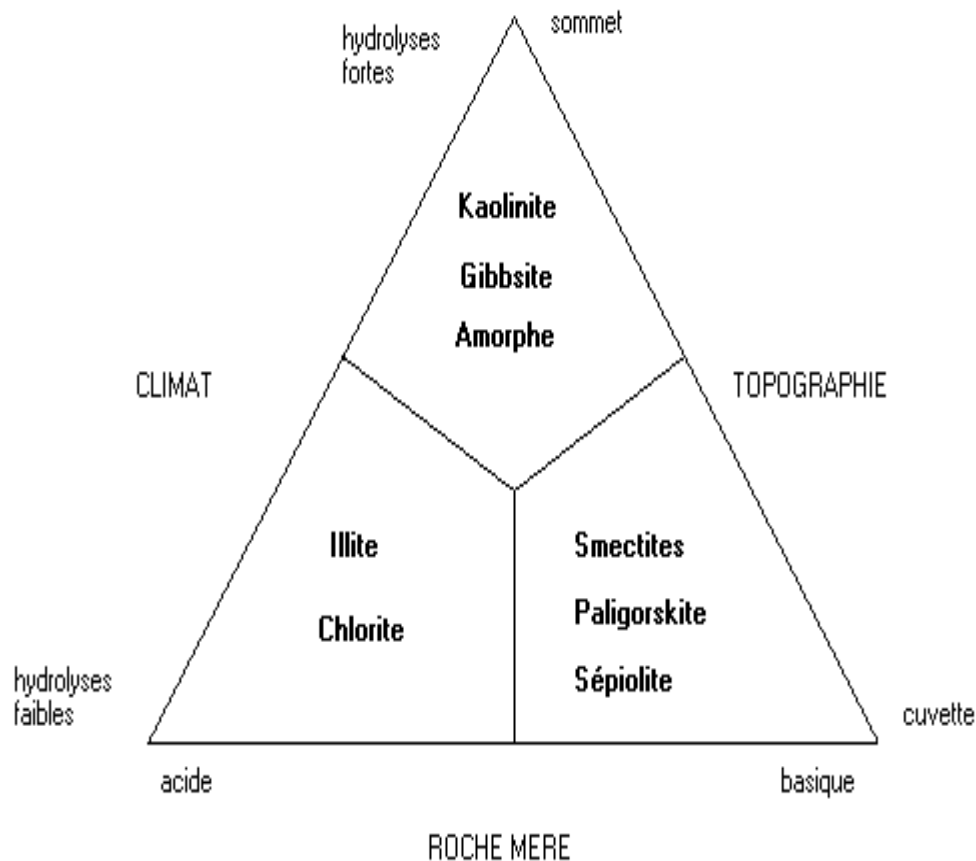 sommet
hydrolyses
fortes
Kaolinite
Gibbsite
Amorphe
CLIMAT
TOPOGRAPHIE
Illite
Smectites
Chlorite
Paligorskite
Sépiolite
hydrolyses
faibles
cuvette
acide
basique
ROCHE MERE